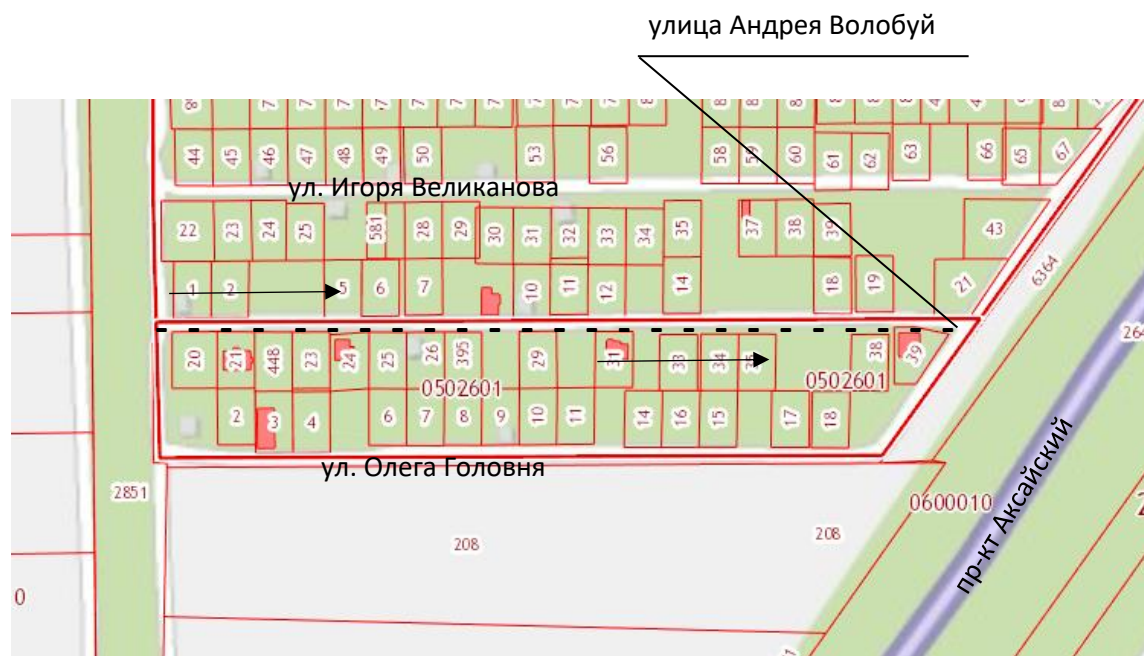 улица Андрея Волобуй
44 45 46 47 48 49 50 53 56 58 59 60 61 62 63 66 65 67
ул. Игоря Великанова
22 23 24 25 581 28 29 30 31 32 33 34 35 37 38 39 43
6364
1 2 5 6 7 10 11 12 14 18 19 21
264
20 21 448 23 24 25 26 395 29 31 33 34 38 39
0502601 0502601
2 3 4 6 7 8 9 10 11 14 16 15 17 18
ул. Олега Головня
2851
0600010
208 208
пр-кт Аксайский
0